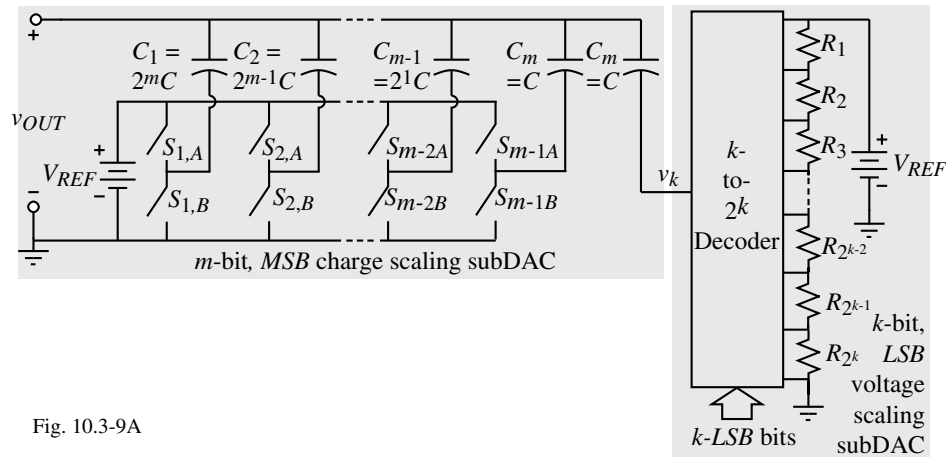 C1 =
2mC
C2 =
2m-1C
Cm-1
=21C
Cm
=C
Cm
=C
+
vOUT
−
+
VREF
−
S1,A
S2,A
Sm-2A
Sm-1A
S1,B
S2,B
Sm-2B
Sm-1B
m-bit, MSB charge scaling subDAC
vk
k-
to-
2k
Decoder
R1
R2
R3
R2k-2
R2k-1
R2k
+
VREF
−
k-bit,
LSB
voltage
scaling
subDAC
k-LSB bits
Fig. 10.3-9A